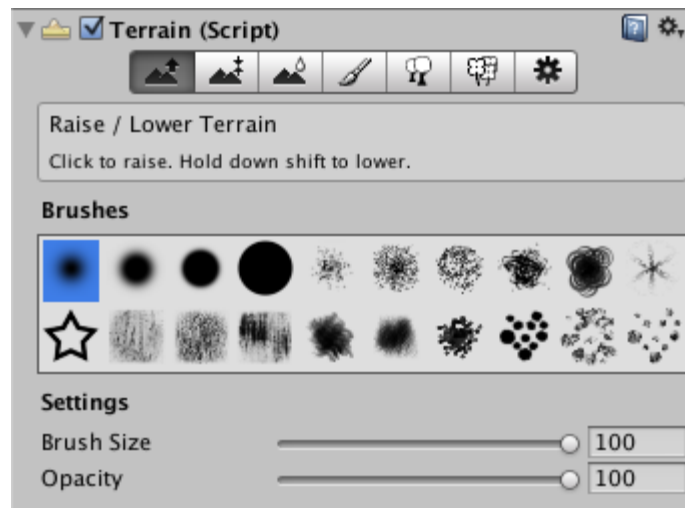 Terrain (Script)
Raise / Lower Terrain
Click to raise. Hold down shift to lower.
Brushes
Settings
Brush Size 100
Opacity 100